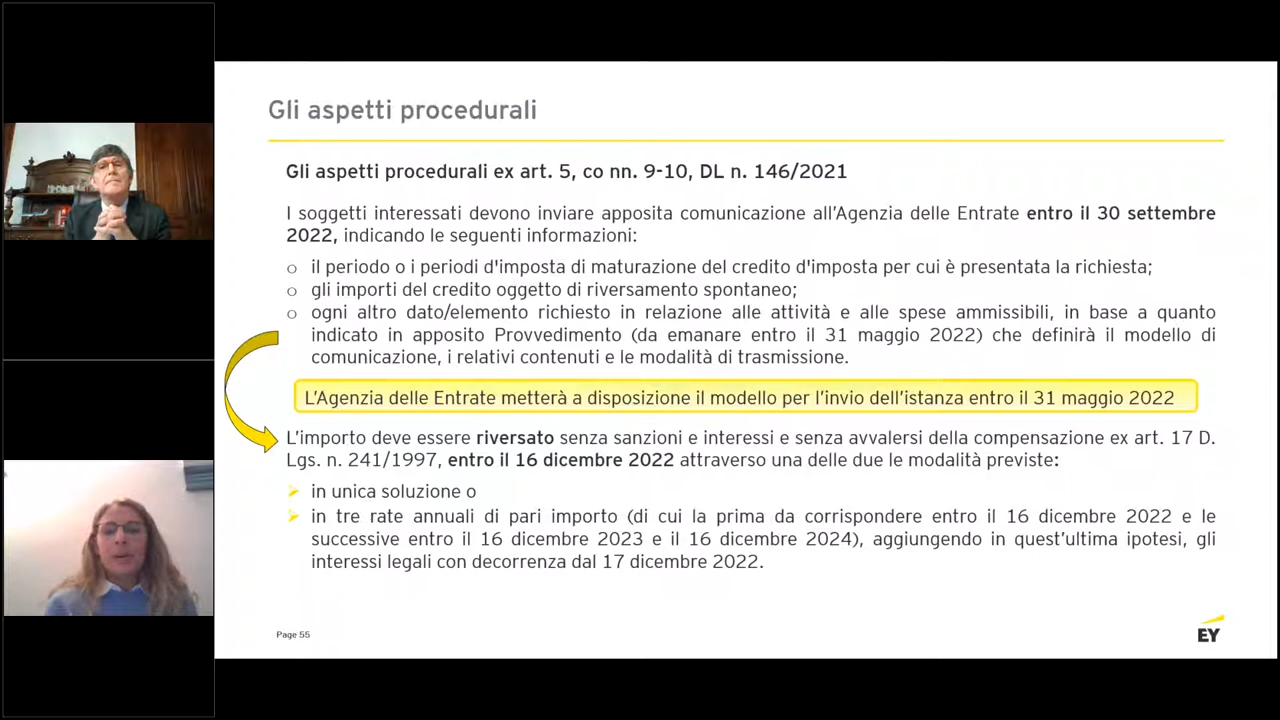 Gli aspetti procedurali
Gli aspetti procedurali ex art. 5, co nn. 9-10, DL n. 146/2021
I soggetti interessati devono inviare apposita comunicazione all'Agenzia delle Entrate entro il 30 settembre
2022, indicando le seguenti informazioni:
o il periodo o i periodi d'imposta di maturazione del credito d'imposta per cui è presentata la richiesta;
o gli importi del credito oggetto di riversamento spontaneo;
o ogni altro dato/elemento richiesto in relazione alle attività e alle spese ammissibili, in base a quanto
indicato in apposito Provvedimento (da emanare entro il 31 maggio 2022) che definirà il modello di
comunicazione, i relativi contenuti e le modalità di trasmissione.
L'Agenzia delle Entrate metterà a disposizione il modello per l'invio dell'istanza entro il 31 maggio 2022
L'importo deve essere riversato senza sanzioni e interessi e senza avvalersi della compensazione ex art. 17 D.
Lgs. n. 241/1997, entro il 16 dicembre 2022 attraverso una delle due le modalità previste:
➢ in unica soluzione o
➢ in tre rate annuali di pari importo (di cui la prima da corrispondere entro il 16 dicembre 2022 e le
successive entro il 16 dicembre 2023 e il 16 dicembre 2024), aggiungendo in quest'ultima ipotesi, gli
interessi legali con decorrenza dal 17 dicembre 2022.
Page 55
EY